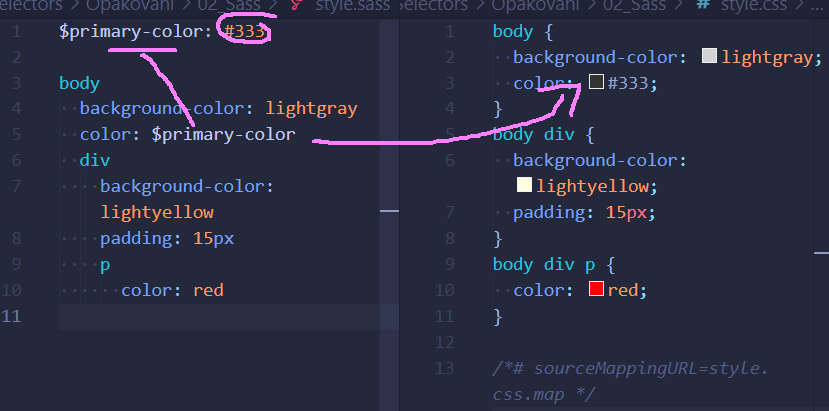 electors > Opakovani > 02_Sass > style.sass
1 $primary-color: #333
2
3 body
4 background-color: lightgray
5 color: $primary-color
6 div
7 background-color:
lightyellow
8 padding: 15px
9 p
10 color: red
11
Selectors > Opakovani > 02_Sass > # style.css > ...
1 body {
2 background-color: lightgray;
3 color: #333;
4 }
5 body div {
6 background-color:
lightyellow;
7 padding: 15px;
8 }
9 body div p {
10 color: red;
11 }
12
13 /*# sourceMappingURL=style.
css.map */